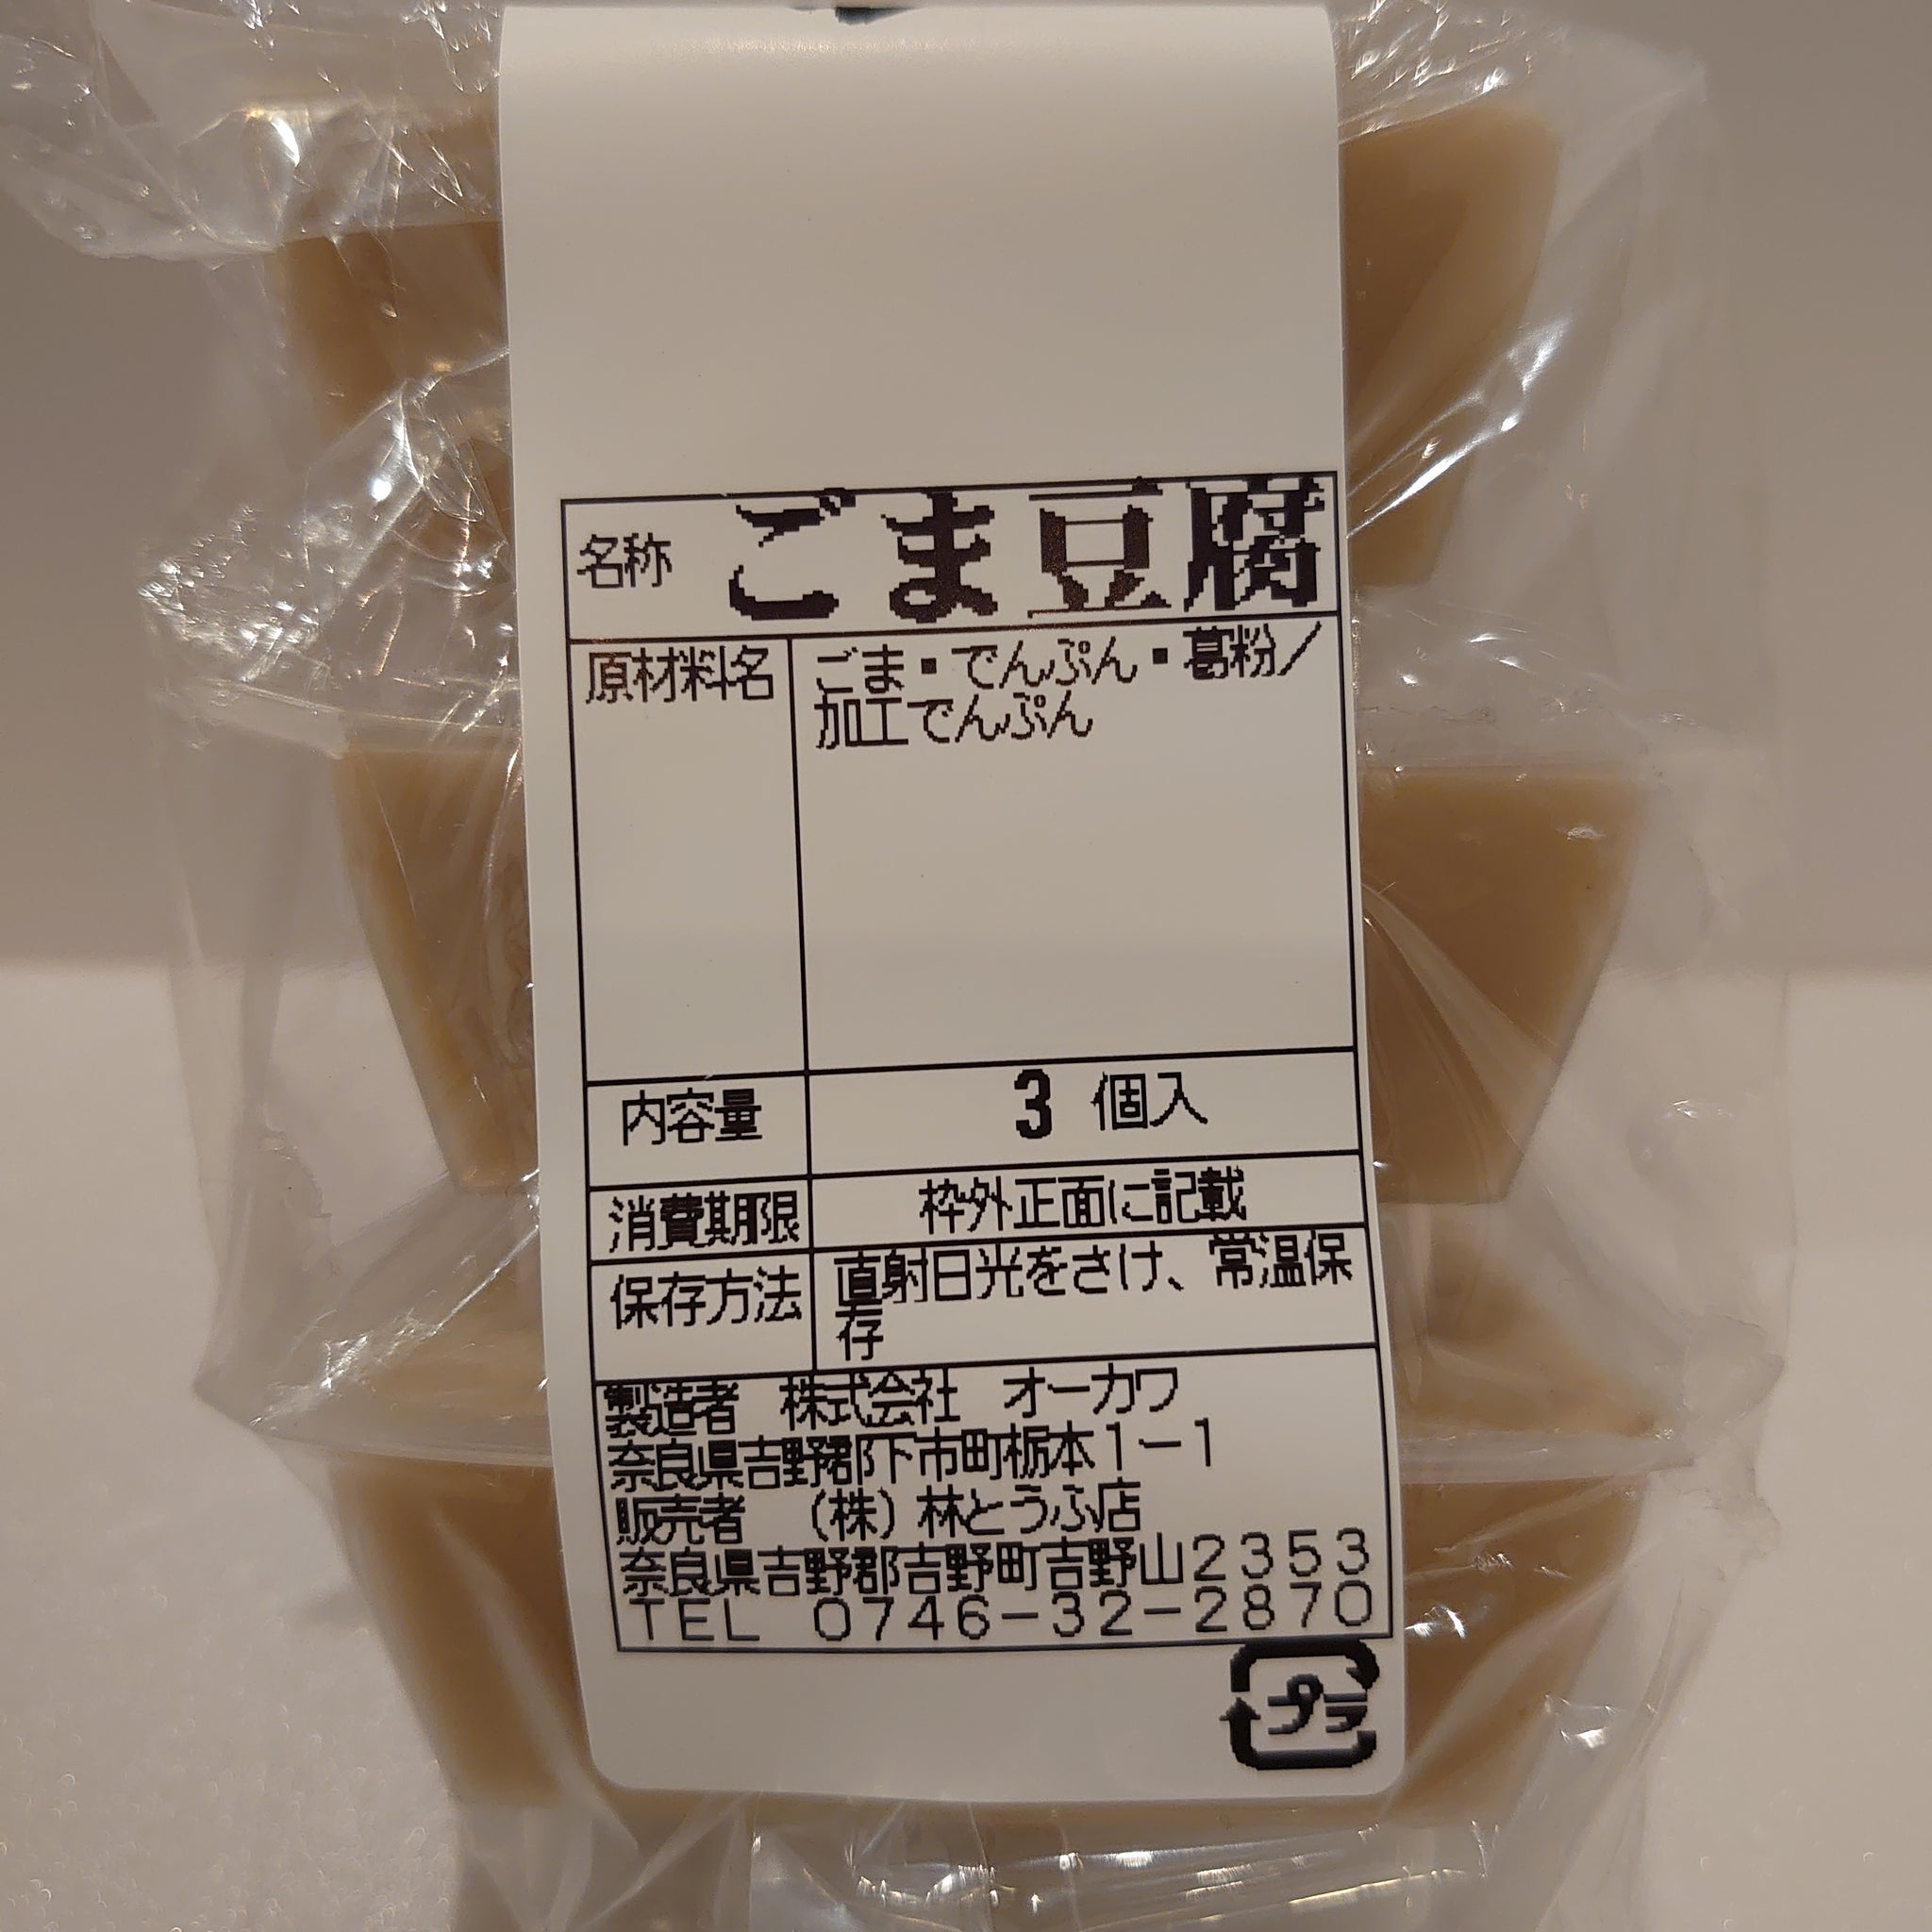 名称 ごま豆腐
原材料名 ごま・でんぷん・葛粉／
加工でんぷん
内容量 3 個入
消費期限 枠外正面に記載
保存方法 直射日光をさけ、常温保
存
製造者 株式会社 オーカワ
奈良県吉野郡下市町栃本１－１
販売者 （株）林とうふ店
奈良県吉野郡吉野町吉野山２３５３
ＴＥＬ ０７４６－３２－２８７０
プラ